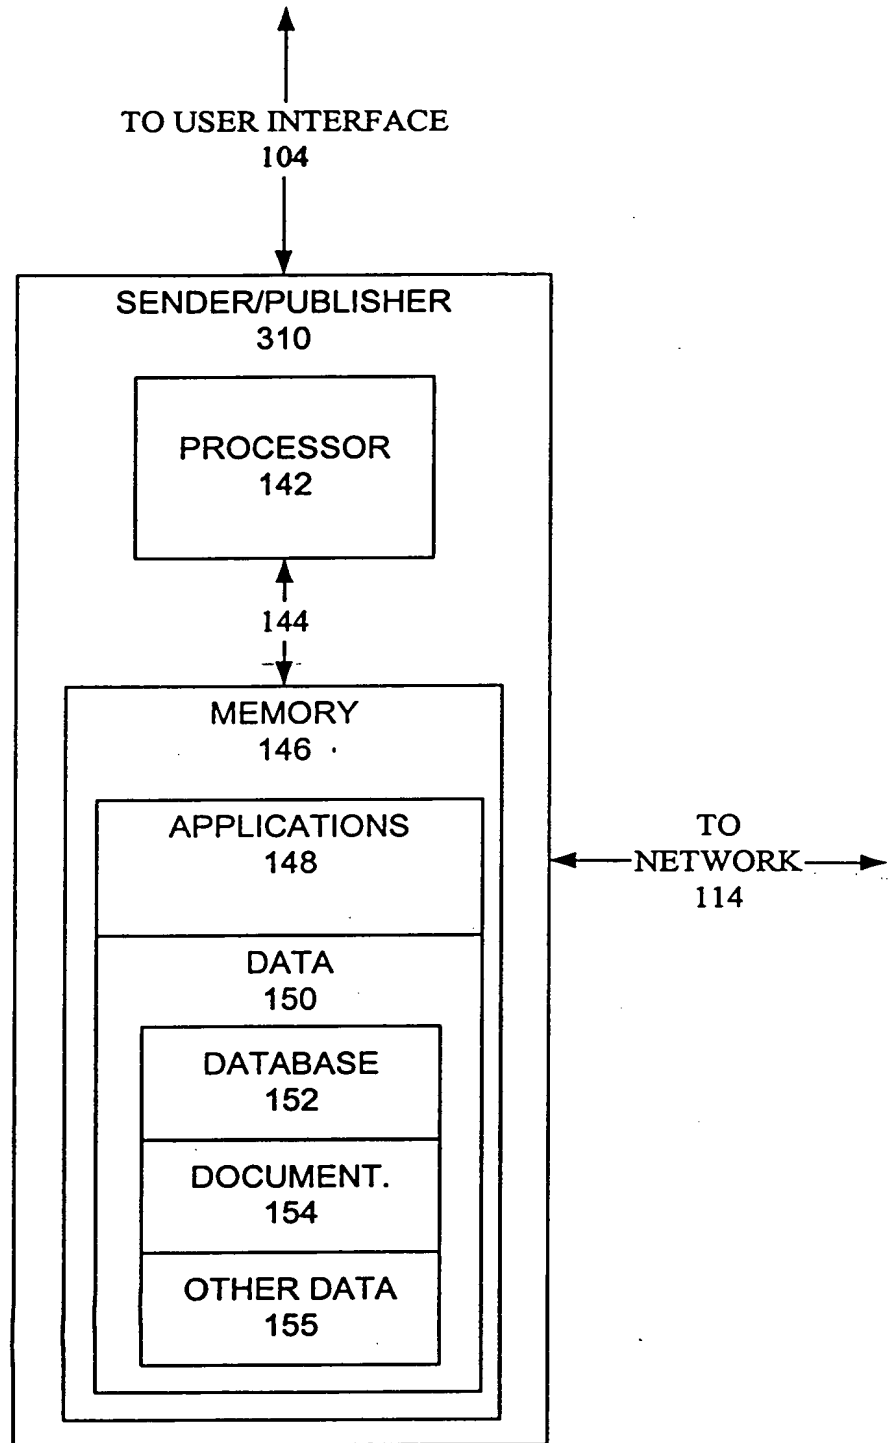 TO USER INTERFACE
104
SENDER/PUBLISHER
310
PROCESSOR
142
144
MEMORY
146
APPLICATIONS
148
TO
NETWORK
114
DATA
150
DATABASE
152
DOCUMENT.
154
OTHER DATA
155